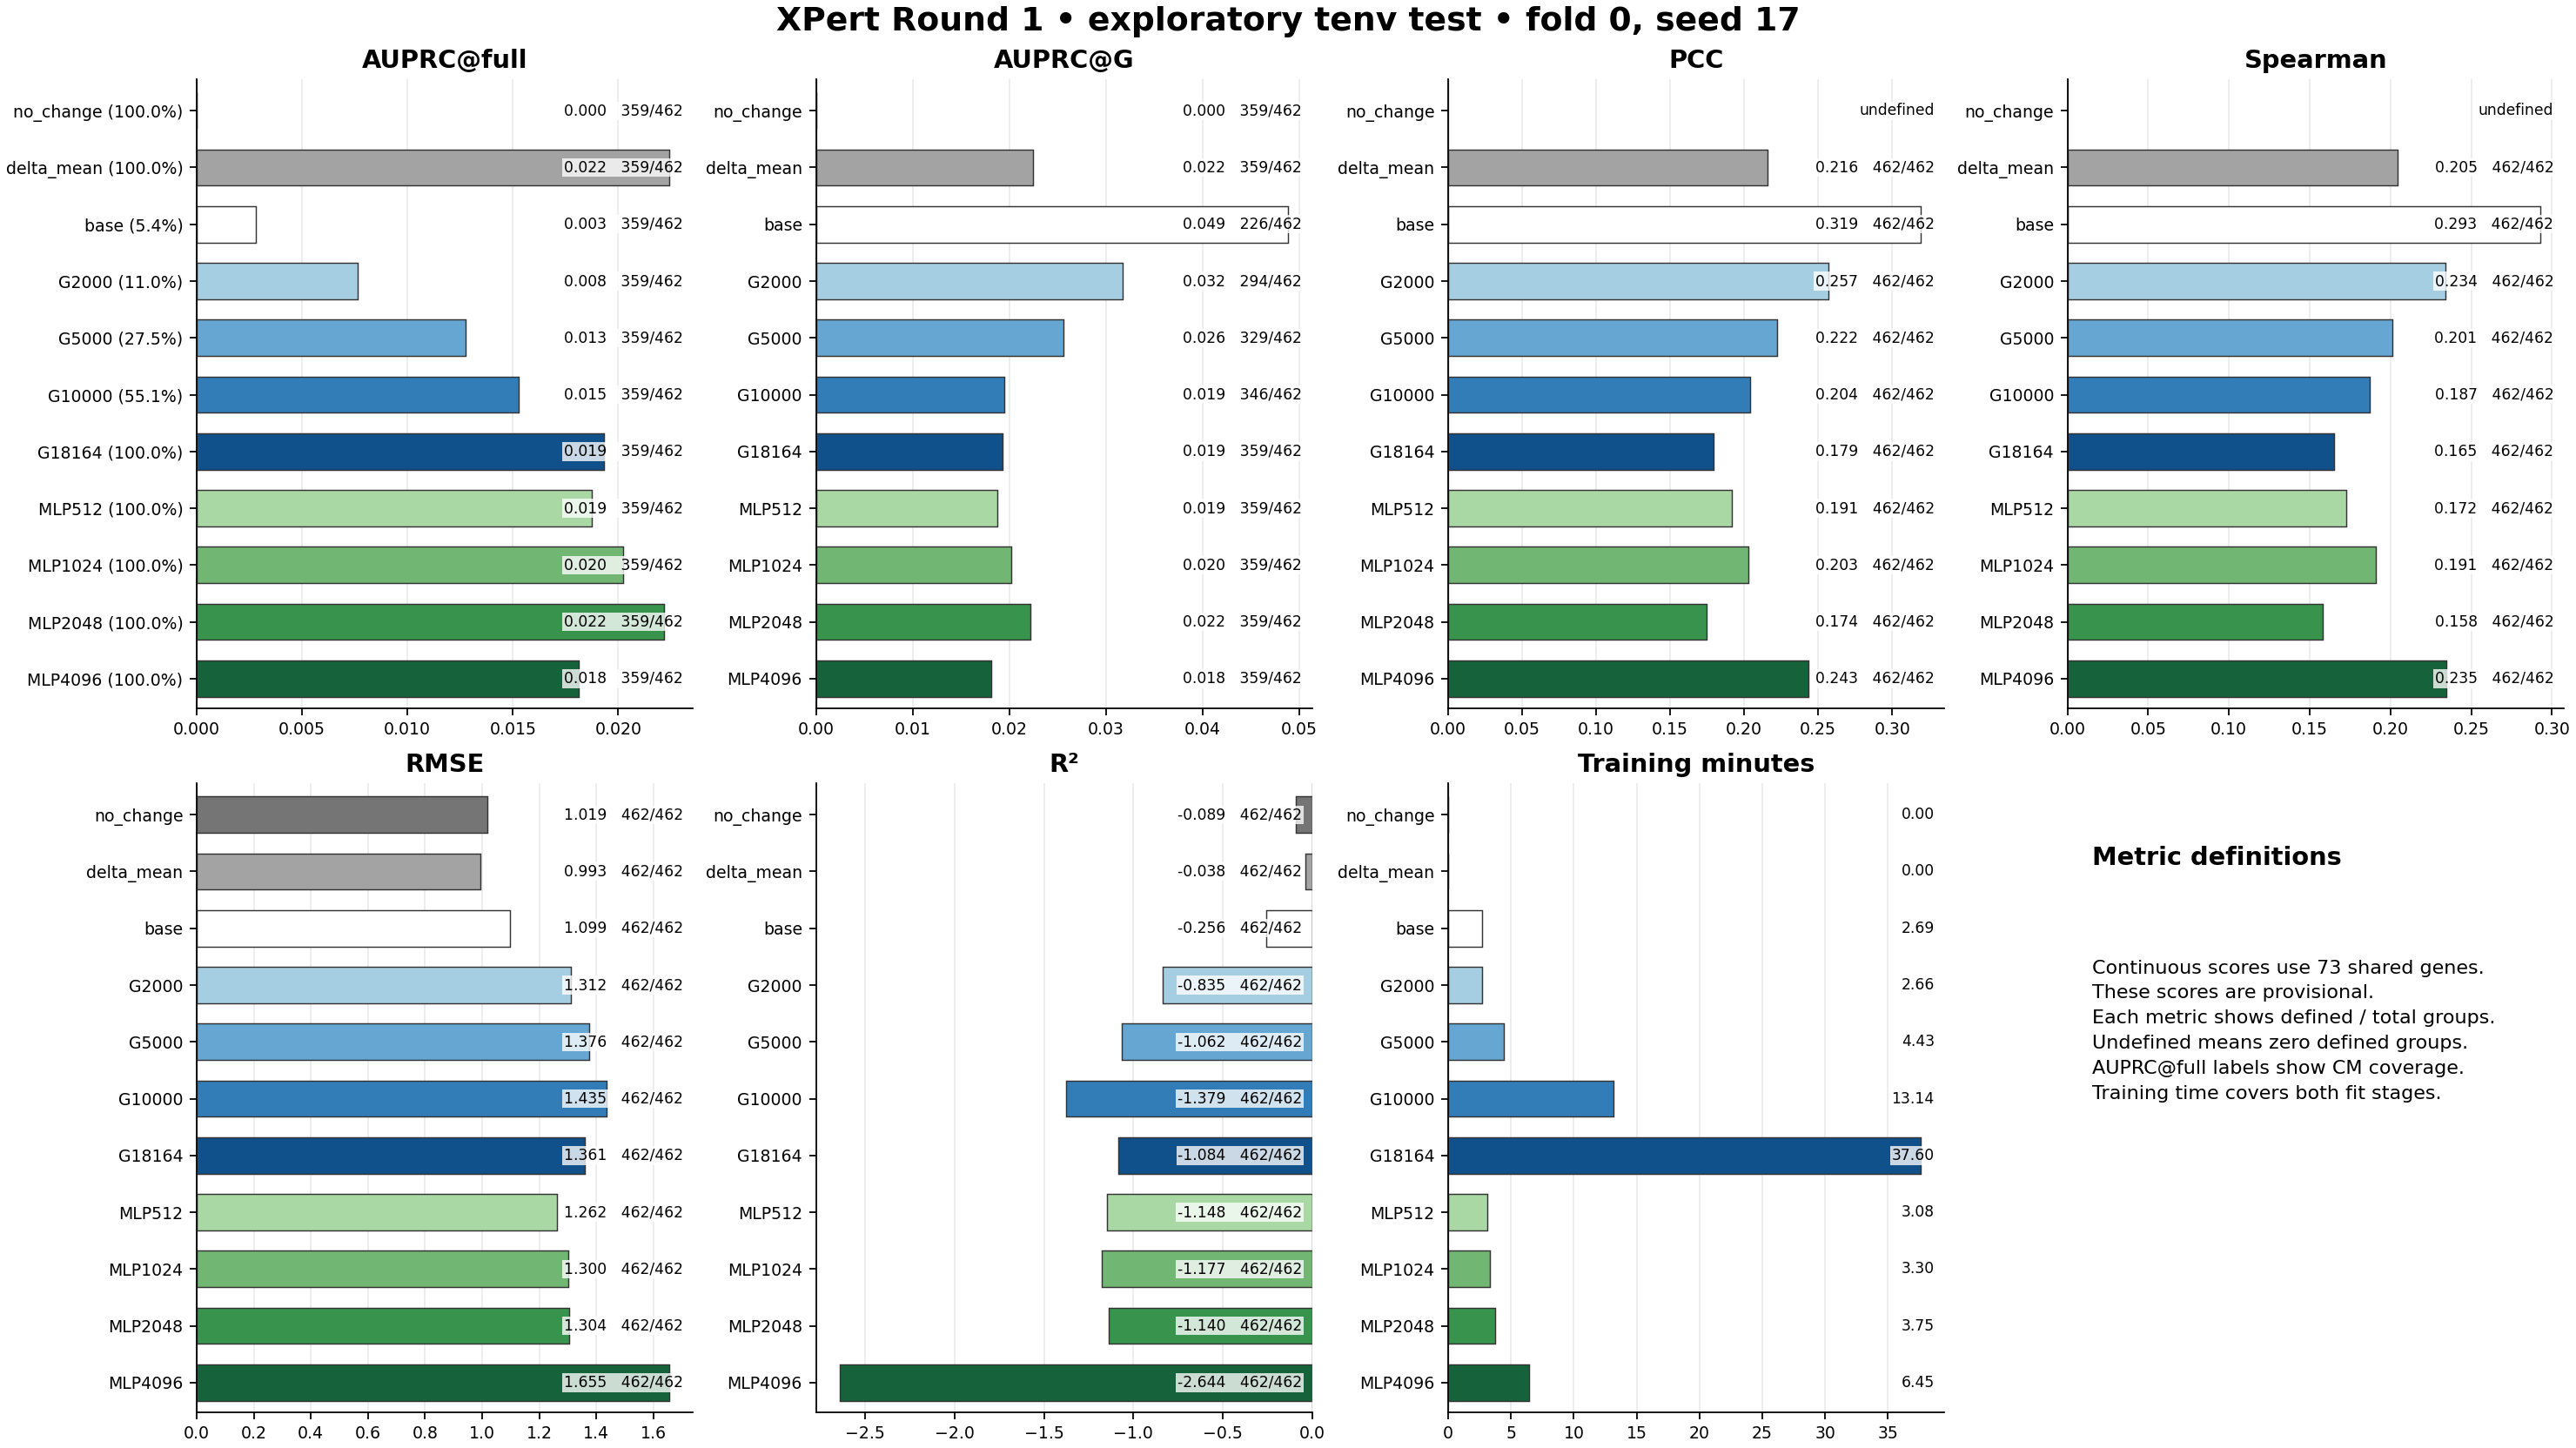 XPert Round 1 • exploratory tenv test • fold 0, seed 17
AUPRC@full
no_change (100.0%) 0.000 359/462
delta_mean (100.0%) 0.022 359/462
base (5.4%) 0.003 359/462
G2000 (11.0%) 0.008 359/462
G5000 (27.5%) 0.013 359/462
G10000 (55.1%) 0.015 359/462
G18164 (100.0%) 0.019 359/462
MLP512 (100.0%) 0.019 359/462
MLP1024 (100.0%) 0.020 359/462
MLP2048 (100.0%) 0.022 359/462
MLP4096 (100.0%) 0.018 359/462
0.000 0.005 0.010 0.015 0.020
AUPRC@G
no_change 0.000 359/462
delta_mean 0.022 359/462
base 0.049 226/462
G2000 0.032 294/462
G5000 0.026 329/462
G10000 0.019 346/462
G18164 0.019 359/462
MLP512 0.019 359/462
MLP1024 0.020 359/462
MLP2048 0.022 359/462
MLP4096 0.018 359/462
0.00 0.01 0.02 0.03 0.04 0.05
PCC
no_change undefined
delta_mean 0.216 462/462
base 0.319 462/462
G2000 0.257 462/462
G5000 0.222 462/462
G10000 0.204 462/462
G18164 0.179 462/462
MLP512 0.191 462/462
MLP1024 0.203 462/462
MLP2048 0.174 462/462
MLP4096 0.243 462/462
0.00 0.05 0.10 0.15 0.20 0.25 0.30
Spearman
no_change undefined
delta_mean 0.205 462/462
base 0.293 462/462
G2000 0.234 462/462
G5000 0.201 462/462
G10000 0.187 462/462
G18164 0.165 462/462
MLP512 0.172 462/462
MLP1024 0.191 462/462
MLP2048 0.158 462/462
MLP4096 0.235 462/462
0.00 0.05 0.10 0.15 0.20 0.25 0.30
RMSE
no_change 1.019 462/462
delta_mean 0.993 462/462
base 1.099 462/462
G2000 1.312 462/462
G5000 1.376 462/462
G10000 1.435 462/462
G18164 1.361 462/462
MLP512 1.262 462/462
MLP1024 1.300 462/462
MLP2048 1.304 462/462
MLP4096 1.655 462/462
0.0 0.2 0.4 0.6 0.8 1.0 1.2 1.4 1.6
R²
no_change -0.089 462/462
delta_mean -0.038 462/462
base -0.256 462/462
G2000 -0.835 462/462
G5000 -1.062 462/462
G10000 -1.379 462/462
G18164 -1.084 462/462
MLP512 -1.148 462/462
MLP1024 -1.177 462/462
MLP2048 -1.140 462/462
MLP4096 -2.644 462/462
−2.5 −2.0 −1.5 −1.0 −0.5 0.0
Training minutes
no_change 0.00
delta_mean 0.00
base 2.69
G2000 2.66
G5000 4.43
G10000 13.14
G18164 37.60
MLP512 3.08
MLP1024 3.30
MLP2048 3.75
MLP4096 6.45
0 5 10 15 20 25 30 35
Metric definitions
Continuous scores use 73 shared genes.
These scores are provisional.
Each metric shows defined / total groups.
Undefined means zero defined groups.
AUPRC@full labels show CM coverage.
Training time covers both fit stages.